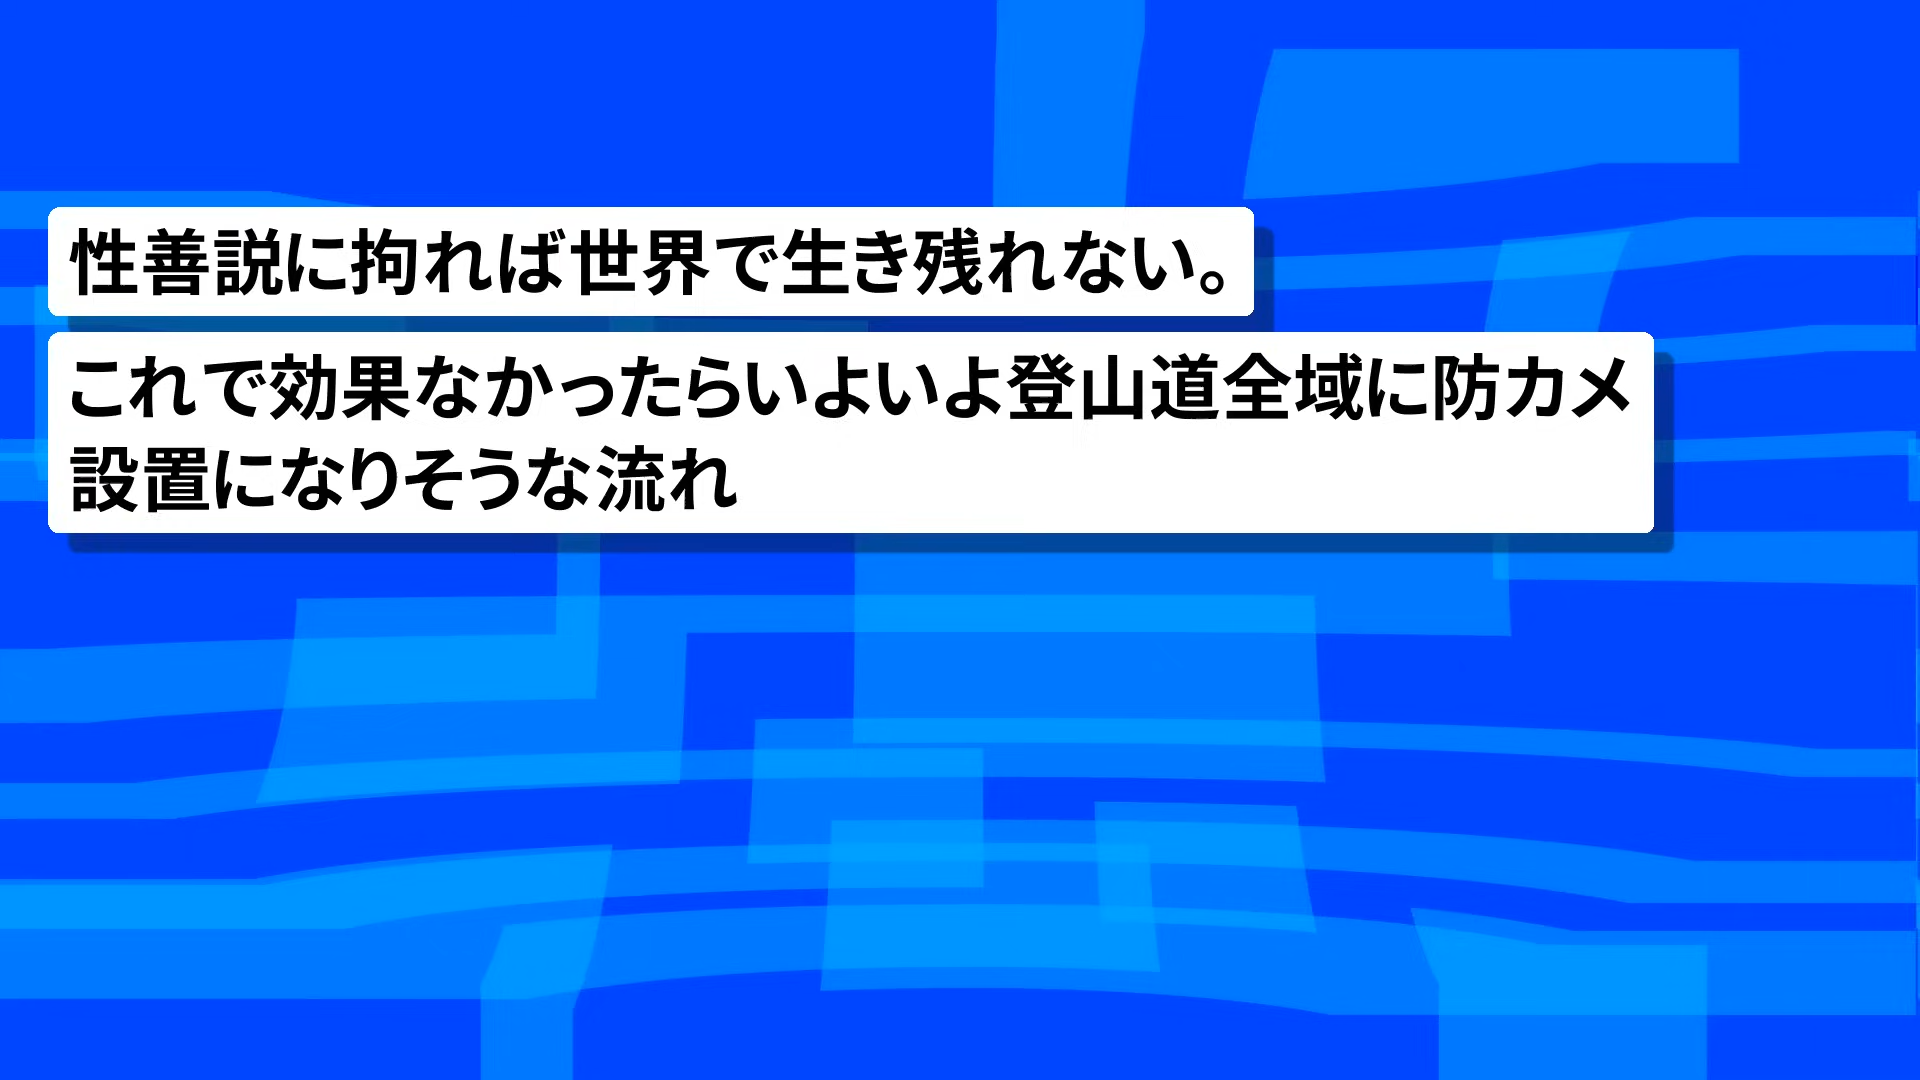 性善説に拘れば世界で生き残れない。
これで効果なかったらいよいよ登山道全域に防カメ
設置になりそうな流れ